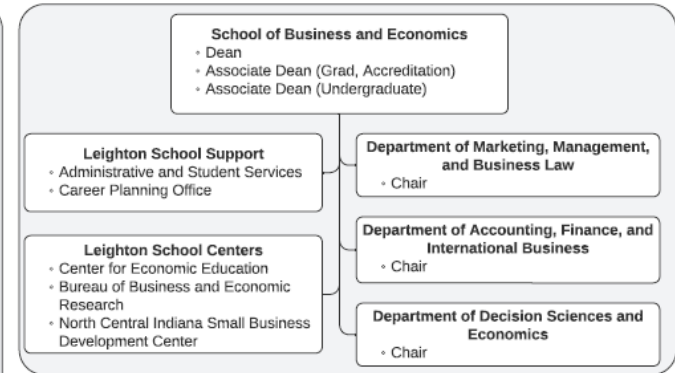 School of Business and Economics
◦ Dean
◦ Associate Dean (Grad, Accreditation)
◦ Associate Dean (Undergraduate)
Leighton School Support
◦ Administrative and Student Services
◦ Career Planning Office
Leighton School Centers
◦ Center for Economic Education
◦ Bureau of Business and Economic
Research
◦ North Central Indiana Small Business
Development Center
Department of Marketing, Management,
and Business Law
◦ Chair
Department of Accounting, Finance, and
International Business
◦ Chair
Department of Decision Sciences and
Economics
◦ Chair